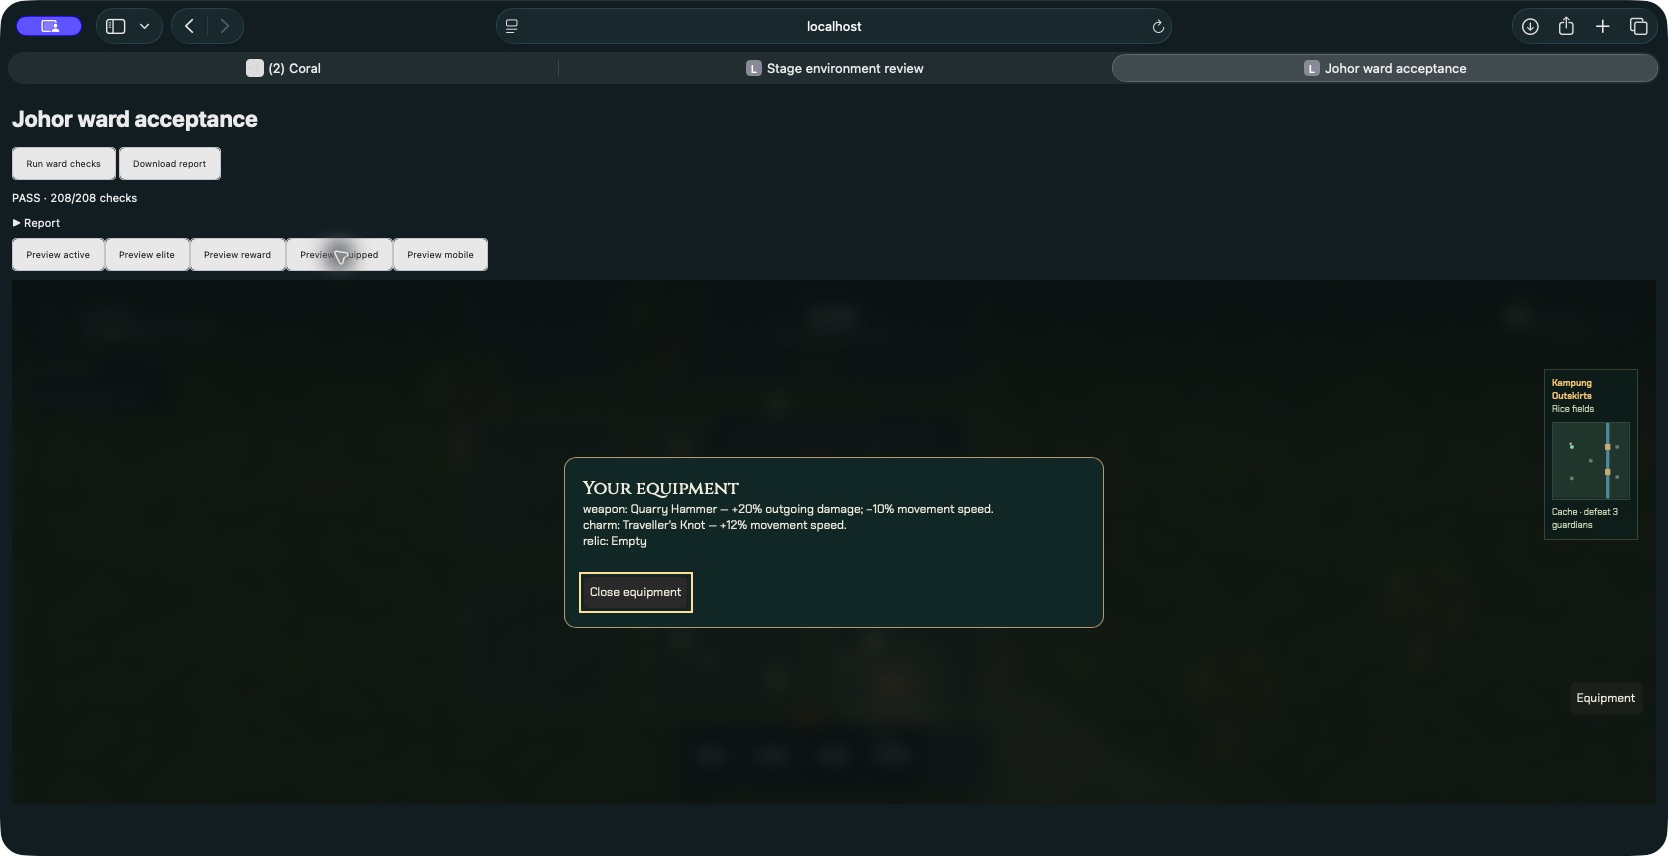 localhost
(2) Coral
L Stage environment review
L Johor ward acceptance
Johor ward acceptance
Run ward checks
Download report
PASS · 208/208 checks
Report
Preview active
Preview elite
Preview reward
Preview
Preview mobile
Kampung
Outskirts
Rice fields
Cache · defeat 3
guardians
Your equipment
weapon: Quarry Hammer — +20% outgoing damage; −10% movement speed.
charm: Traveller's Knot — +12% movement speed.
relic: Empty
Close equipment
Equipment